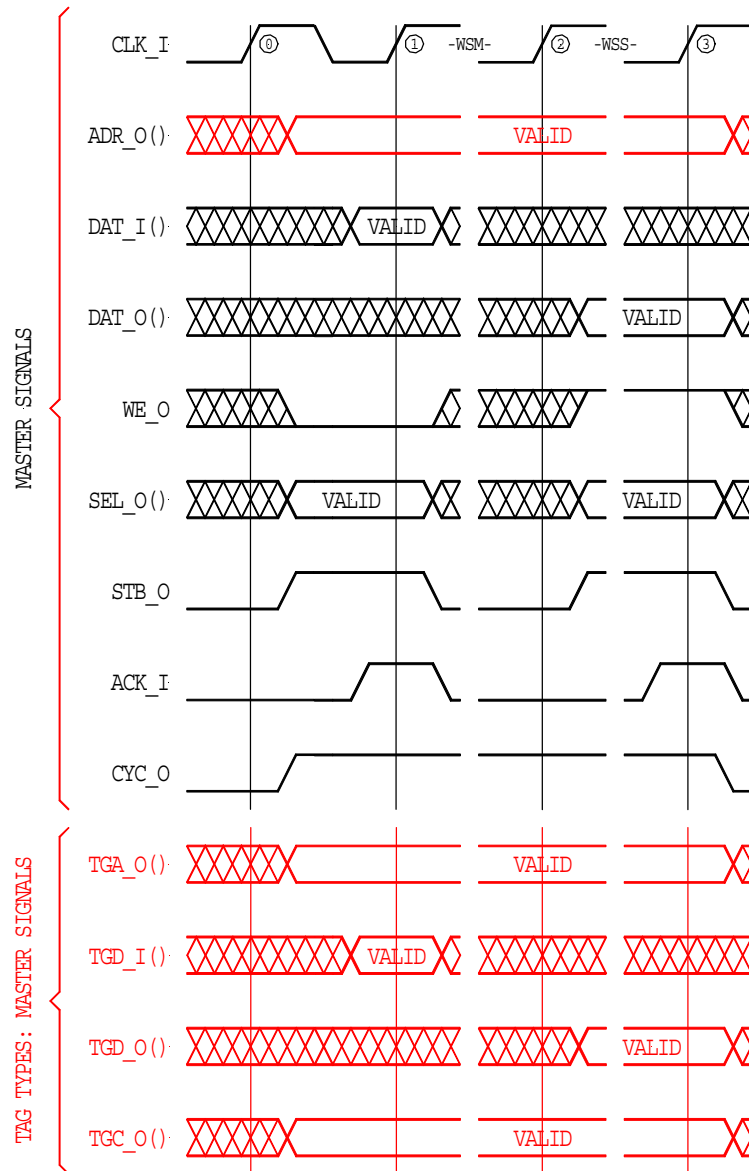 MASTER SIGNALS
CLK_I 0 1 -WSM- 2 -WSS- 3
ADR_O() VALID
DAT_I() VALID
DAT_O() VALID
WE_O
SEL_O() VALID VALID
STB_O
ACK_I
CYC_O
TAG TYPES: MASTER SIGNALS
TGA_O() VALID
TGD_I() VALID
TGD_O() VALID
TGC_O() VALID